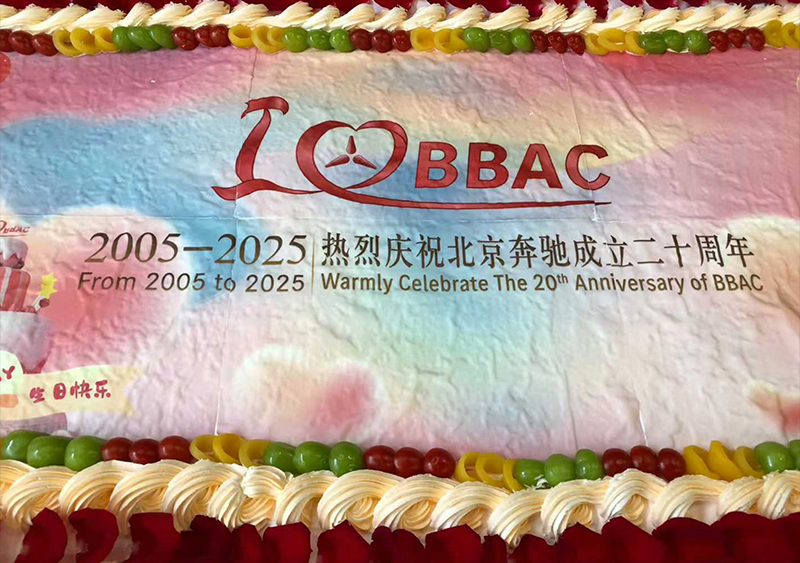 I BBAC
2005—2025 热烈庆祝北京奔驰成立二十周年
From 2005 to 2025 Warmly Celebrate The 20th Anniversary of BBAC
生日快乐